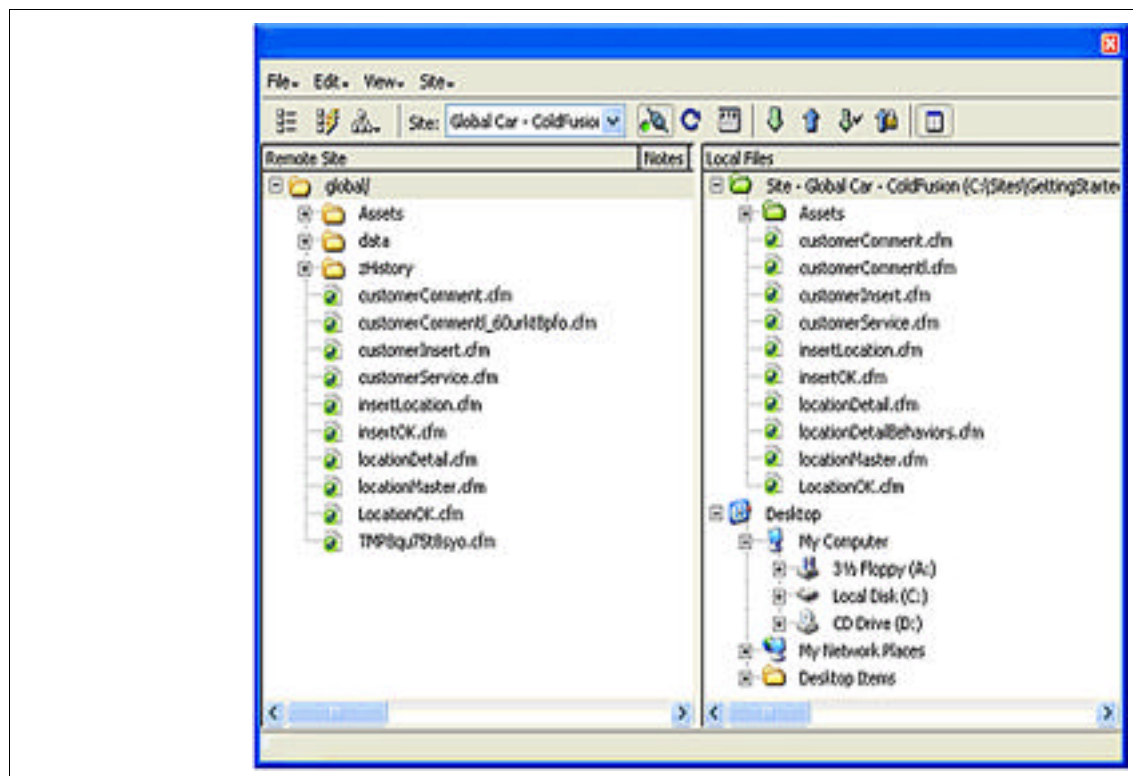 File Edit View Site
Site: Global Car - ColdFusion
Remote Site Notes
global/
Assets
data
zHistory
customerComment.cfm
customerInsert.cfm
customerService.cfm
insertLocation.cfm
insertOK.cfm
locationDetail.cfm
locationMaster.cfm
LocationOK.cfm
Local Files
Site - Global Car - ColdFusion (C:\Sites\GettingStarte
Assets
customerComment.cfm
customerCommentl.cfm
customerInsert.cfm
customerService.cfm
insertLocation.cfm
insertOK.cfm
locationDetail.cfm
locationDetailBehaviors.cfm
locationMaster.cfm
LocationOK.cfm
Desktop
My Computer
3½ Floppy (A:)
Local Disk (C:)
CD Drive (D:)
My Network Places
Desktop Items